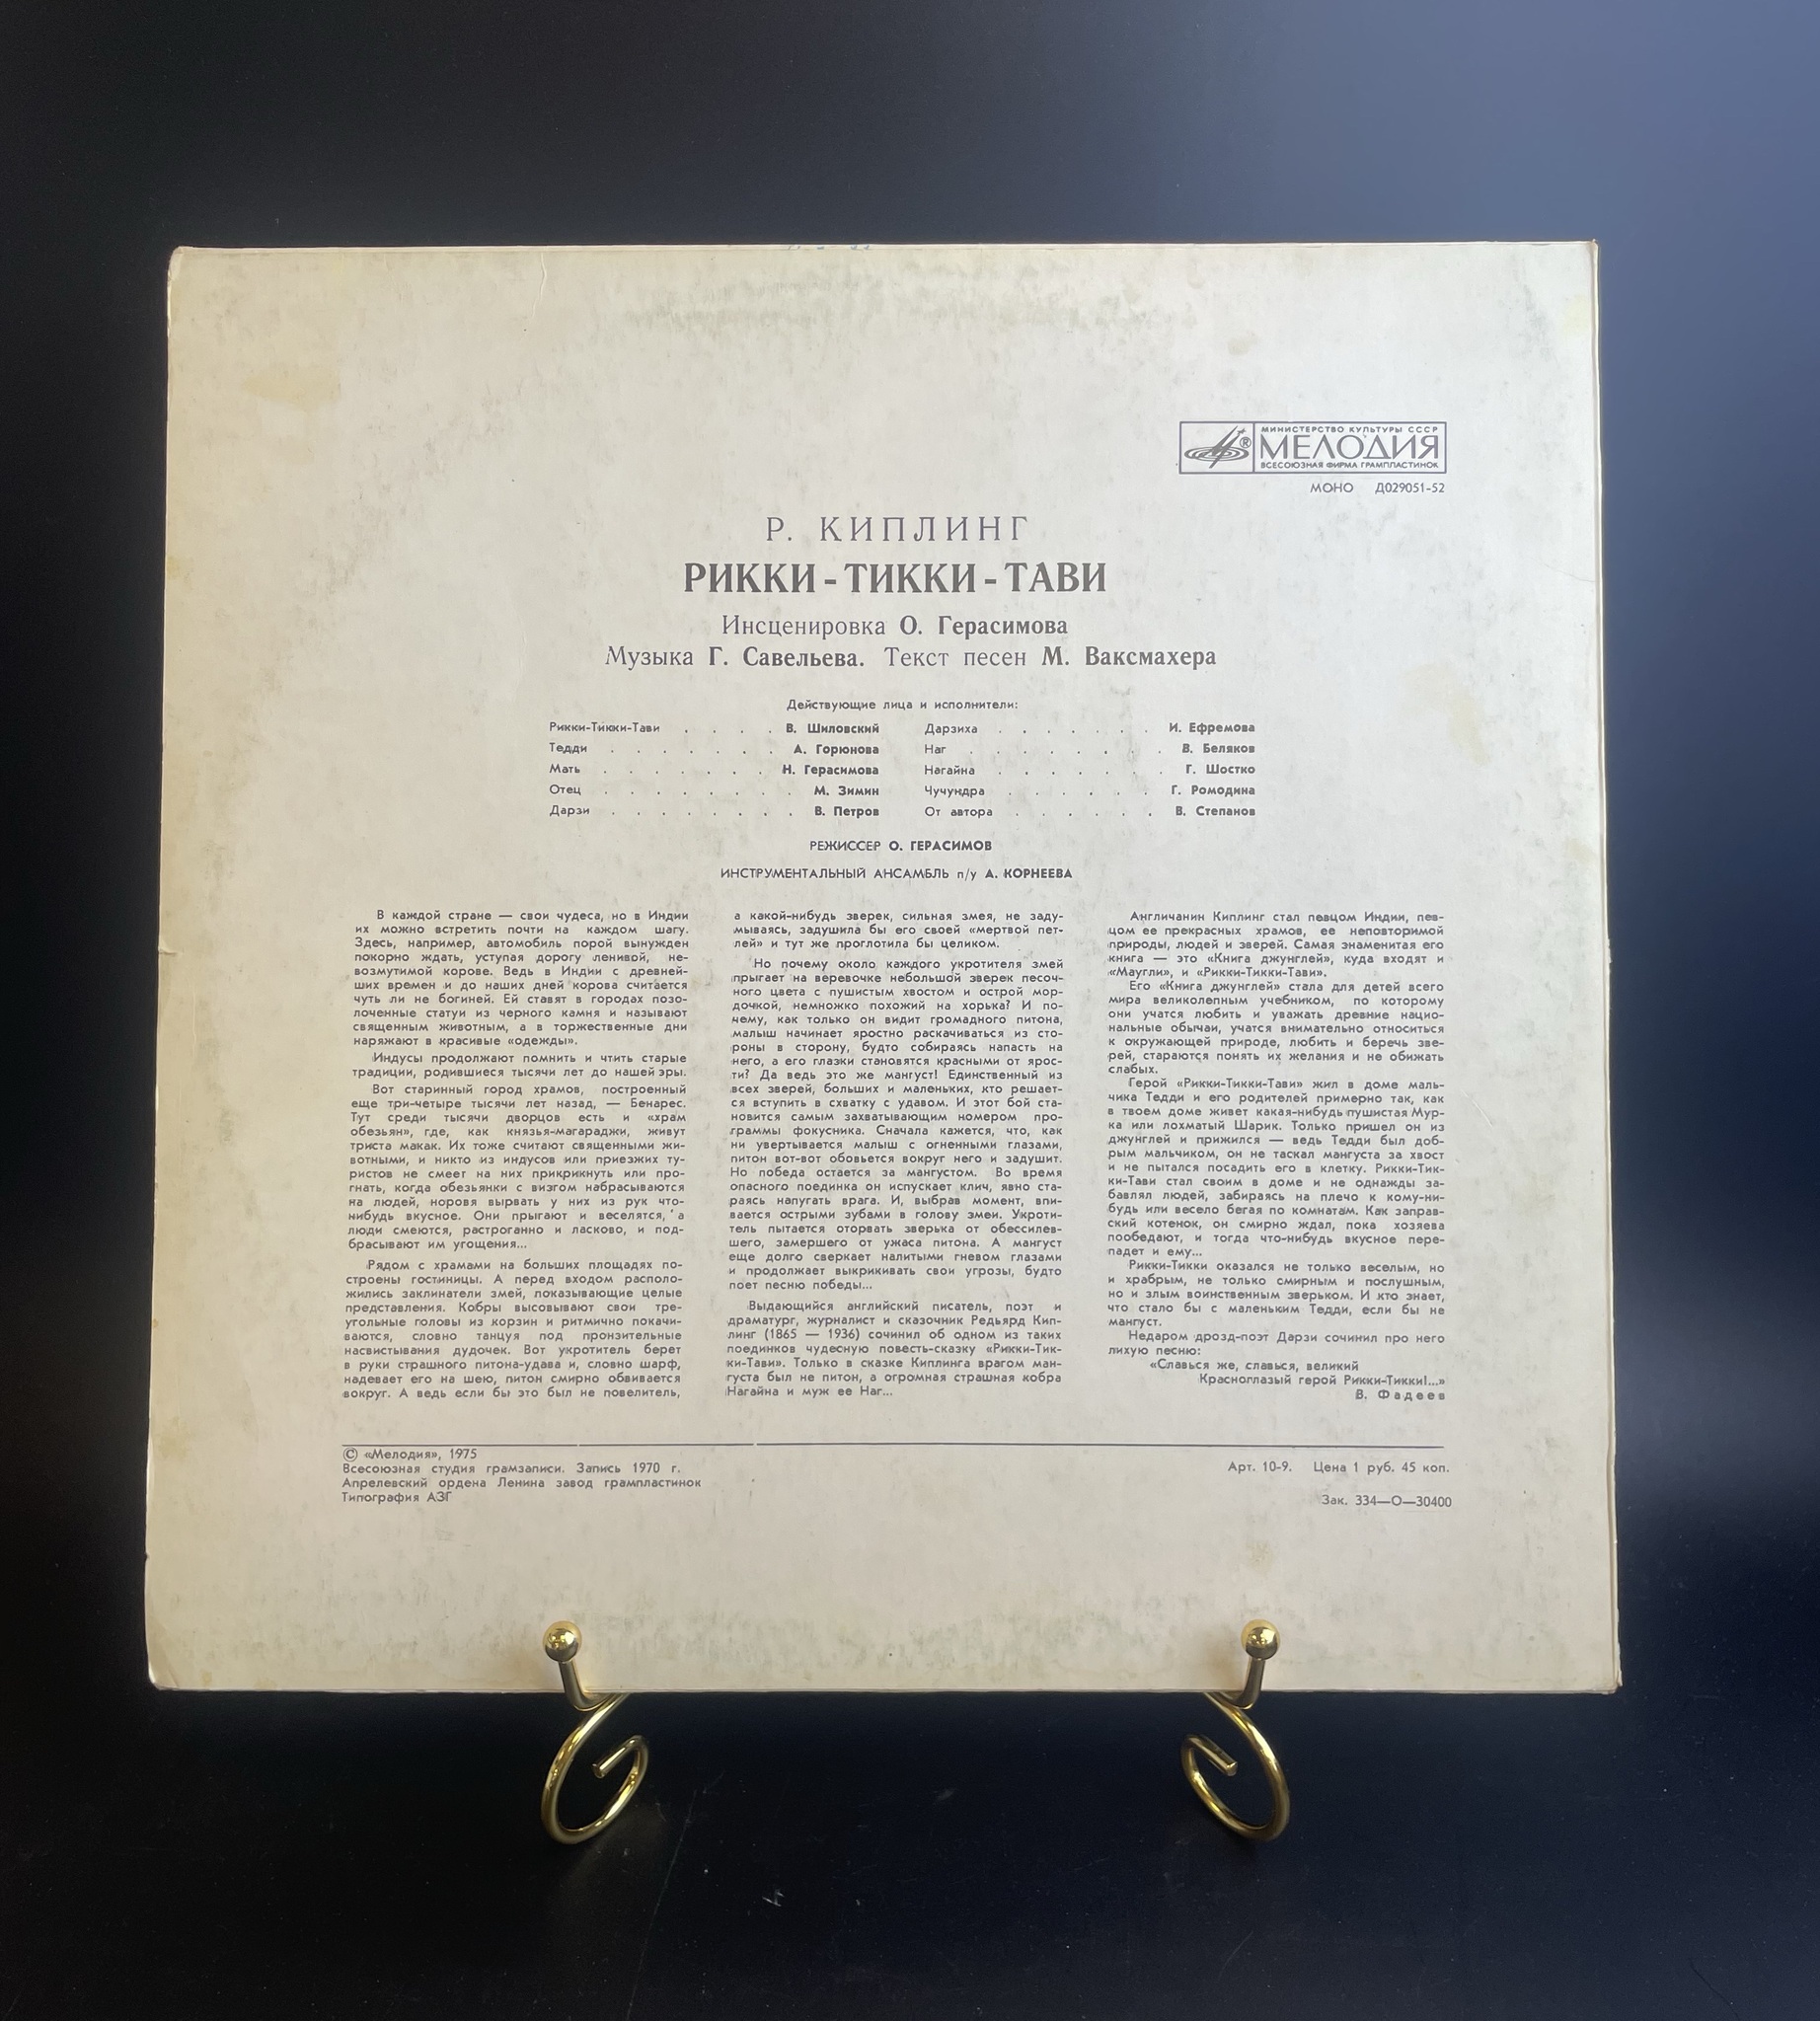 МИНИСТЕРСТВО КУЛЬТУРЫ СССР
МЕЛОДИЯ
ВСЕСОЮЗНАЯ ФИРМА ГРАМПЛАСТИНОК
МОНО Д029051-52
Р. КИПЛИНГ
РИККИ-ТИККИ-ТАВИ
Инсценировка О. Герасимова
Музыка Г. Савельева. Текст песен М. Ваксмахера
Действующие лица и исполнители:
Рикки-Тикки-Тави . . . . В. Шиловский
Тедди . . . . . . А. Горюнова
Мать . . . . . . . Н. Герасимова
Отец . . . . . . . . М. Зимин
Дарзи . . . . . . . . В. Петров
Дарзиха . . . . . . . И. Ефремова
Наг . . . . . . . . В. Беляков
Нагайна . . . . . . . Г. Шостко
Чучундра . . . . . . Г. Ромодина
От автора . . . . . . В. Степанов
РЕЖИССЕР О. ГЕРАСИМОВ
ИНСТРУМЕНТАЛЬНЫЙ АНСАМБЛЬ п/у А. КОРНЕЕВА
В каждой стране — свои чудеса, но в Индии
их можно встретить почти на каждом шагу.
Здесь, например, автомобиль порой вынужден
покорно ждать, уступая дорогу ленивой, не-
возмутимой корове. Ведь в Индии с древней-
ших времен и до наших дней корова считается
чуть ли не богиней. Ей ставят в городах позо-
лоченные статуи из черного камня и называют
священным животным, а в торжественные дни
наряжают в красивые «одежды».
Индусы продолжают помнить и чтить старые
традиции, родившиеся тысячи лет до нашей эры.
Вот старинный город храмов, построенный
еще три-четыре тысячи лет назад, — Бенарес.
Тут среди тысячи дворцов есть и «храм
обезьян», где, как князья-магараджи, живут
триста макак. Их тоже считают священными жи-
вотными, и никто из индусов или приезжих ту-
ристов не смеет на них прикрикнуть или про-
гнать, когда обезьянки с визгом набрасываются
на людей, норовя вырвать у них из рук что-
нибудь вкусное. Они прыгают и веселятся, а
люди смеются, растроганно и ласково, и под-
брасывают им угощения...
Рядом с храмами на больших площадях по-
строены гостиницы. А перед входом располо-
жились заклинатели змей, показывающие целые
представления. Кобры высовывают свои тре-
угольные головы из корзин и ритмично покачи-
ваются, словно танцуя под пронзительные
насвистывания дудочек. Вот укротитель берет
в руки страшного питона-удава и, словно шарф,
надевает его на шею, питон смирно обвивается
вокруг. А ведь если бы это был не повелитель,
а какой-нибудь зверек, сильная змея, не заду-
мываясь, задушила бы его своей «мертвой пет-
лей» и тут же проглотила бы целиком.
Но почему около каждого укротителя змей
прыгает на веревочке небольшой зверек песоч-
ного цвета с пушистым хвостом и острой мор-
дочкой, немножко похожий на хорька? И по-
чему, как только он видит громадного питона,
малыш начинает яростно раскачиваться из сто-
роны в сторону, будто собираясь напасть на
него, а его глазки становятся красными от ярос-
ти? Да ведь это же мангуст! Единственный из
всех зверей, больших и маленьких, кто решает-
ся вступить в схватку с удавом. И этот бой ста-
новится самым захватывающим номером про-
граммы фокусника. Сначала кажется, что, как
ни увертывается малыш с огненными глазами,
питон вот-вот обовьется вокруг него и задушит.
Но победа остается за мангустом. Во время
опасного поединка он испускает клич, явно ста-
раясь напугать врага. И, выбрав момент, впи-
вается острыми зубами в голову змеи. Укроти-
тель пытается оторвать зверька от обессилев-
шего, замершего от ужаса питона. А мангуст
еще долго сверкает налитыми гневом глазами
и продолжает выкрикивать свои угрозы, будто
поет песню победы...
Выдающийся английский писатель, поэт и
драматург, журналист и сказочник Редьярд Кип-
линг (1865 — 1936) сочинил об одном из таких
поединков чудесную повесть-сказку «Рикки-Тик-
ки-Тави». Только в сказке Киплинга врагом ман-
густа был не питон, а огромная страшная кобра
Нагайна и муж ее Наг...
Англичанин Киплинг стал певцом Индии, пев-
цом ее прекрасных храмов, ее неповторимой
природы, людей и зверей. Самая знаменитая его
книга — это «Книга джунглей», куда входят и
«Маугли», и «Рикки-Тикки-Тави».
Его «Книга джунглей» стала для детей всего
мира великолепным учебником, по которому
они учатся любить и уважать древние нацио-
нальные обычаи, учатся внимательно относиться
к окружающей природе, любить и беречь зве-
рей, стараются понять их желания и не обижать
слабых.
Герой «Рикки-Тикки-Тави» жил в доме маль-
чика Тедди и его родителей примерно так, как
в твоем доме живет какая-нибудь пушистая Мур-
ка или лохматый Шарик. Только пришел он из
джунглей и прижился — ведь Тедди был доб-
рым мальчиком, он не таскал мангуста за хвост
и не пытался посадить его в клетку. Рикки-Тик-
ки-Тави стал своим в доме и не однажды за-
бавлял людей, забираясь на плечо к кому-ни-
будь или весело бегая по комнатам. Как заправ-
ский котенок, он смирно ждал, пока хозяева
пообедают, и тогда что-нибудь вкусное пере-
падет и ему...
Рикки-Тикки оказался не только веселым, но
и храбрым, не только смирным и послушным,
но и злым воинственным зверьком. И кто знает,
что стало бы с маленьким Тедди, если бы не
мангуст.
Недаром дрозд-поэт Дарзи сочинил про него
лихую песню:
«Славься же, славься, великий
Красноглазый герой Рикки-Тикки!...»
В. Фадеев
© «Мелодия», 1975
Всесоюзная студия грамзаписи. Запись 1970 г.
Апрелевский ордена Ленина завод грампластинок
Типография АЗГ
Арт. 10-9. Цена 1 руб. 45 коп.
Зак. 334—О—30400